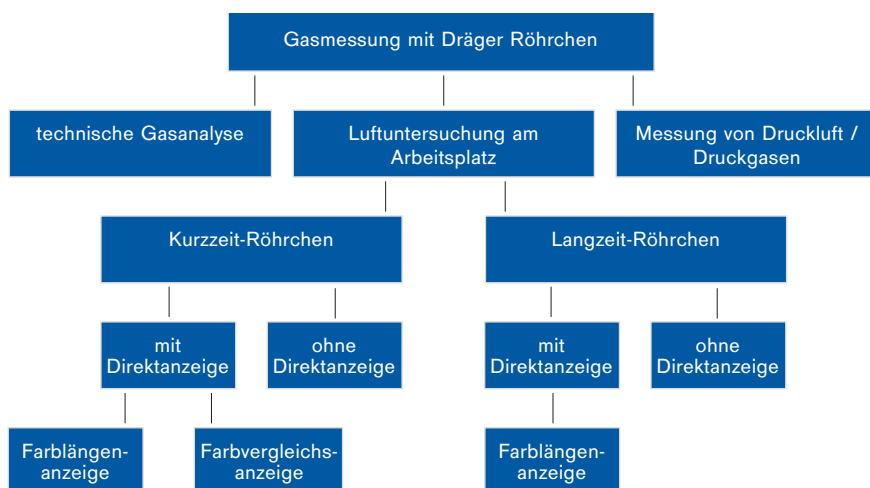 Gasmessung mit Dräger Röhrchen
technische Gasanalyse
Luftuntersuchung am
Arbeitsplatz
Messung von Druckluft /
Druckgasen
Kurzzeit-Röhrchen
Langzeit-Röhrchen
mit
Direktanzeige
ohne
Direktanzeige
mit
Direktanzeige
ohne
Direktanzeige
Farblängen-
anzeige
Farbvergleichs-
anzeige
Farblängen-
anzeige